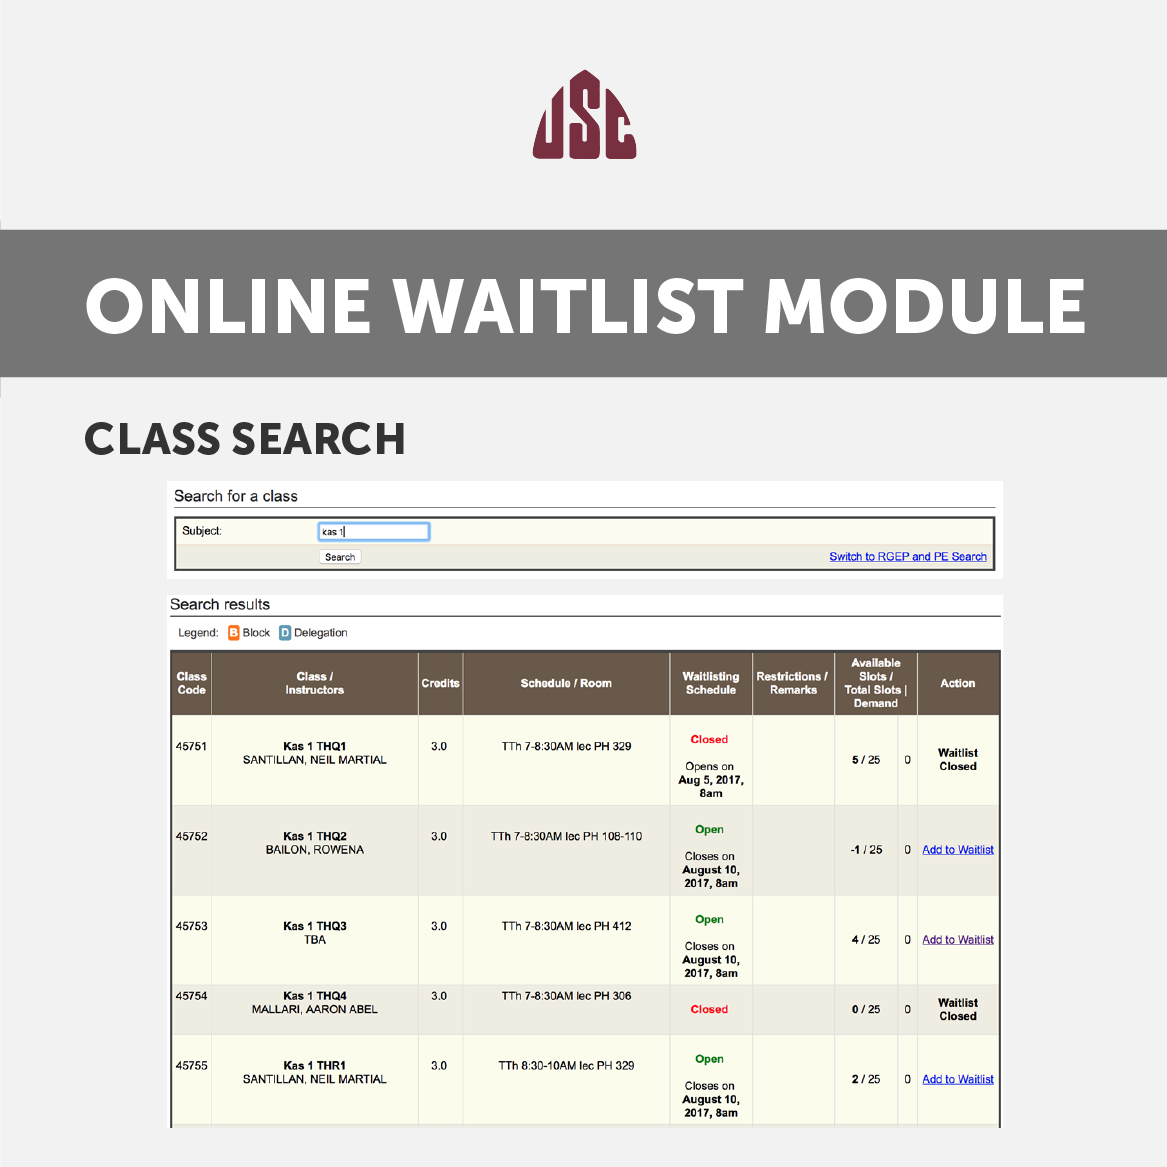 USC
ONLINE WAITLIST MODULE
CLASS SEARCH
Search for a class
Subject:
kas 1
Search
Switch to RGEP and PE Search
Search results
Legend: B Block D Delegation
Class
Code
Class /
Instructors
Credits
Schedule / Room
Waitlisting
Schedule
Restrictions /
Remarks
Available
Slots /
Total Slots |
Demand
Action
45751
Kas 1 THQ1
SANTILLAN, NEIL MARTIAL
3.0
TTh 7-8:30AM lec PH 329
Closed
Opens on
Aug 5, 2017,
8am
5 / 25
0
Waitlist
Closed
45752
Kas 1 THQ2
BAILON, ROWENA
3.0
TTh 7-8:30AM lec PH 108-110
Open
Closes on
August 10,
2017, 8am
-1 / 25
0
Add to Waitlist
45753
Kas 1 THQ3
TBA
3.0
TTh 7-8:30AM lec PH 412
Open
Closes on
August 10,
2017, 8am
4 / 25
0
Add to Waitlist
45754
Kas 1 THQ4
MALLARI, AARON ABEL
3.0
TTh 7-8:30AM lec PH 306
Closed
0 / 25
0
Waitlist
Closed
45755
Kas 1 THR1
SANTILLAN, NEIL MARTIAL
3.0
TTh 8:30-10AM lec PH 329
Open
Closes on
August 10,
2017, 8am
2 / 25
0
Add to Waitlist